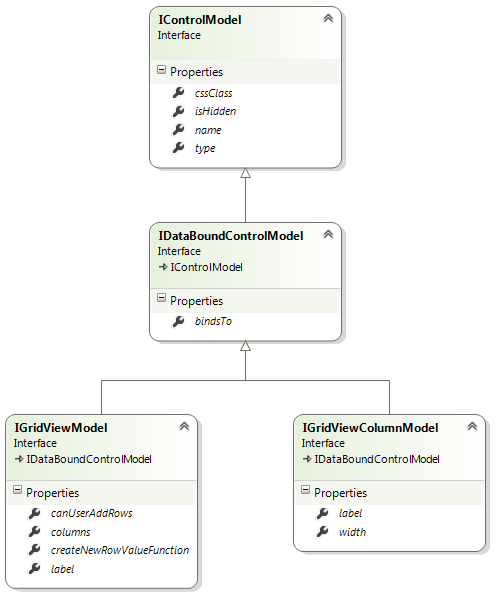 IControlModel
Interface
Properties
cssClass
isHidden
name
type
IDataBoundControlModel
Interface
IControlModel
Properties
bindsTo
IGridViewModel
Interface
IDataBoundControlModel
Properties
canUserAddRows
columns
createNewRowValueFunction
label
IGridViewColumnModel
Interface
IDataBoundControlModel
Properties
label
width